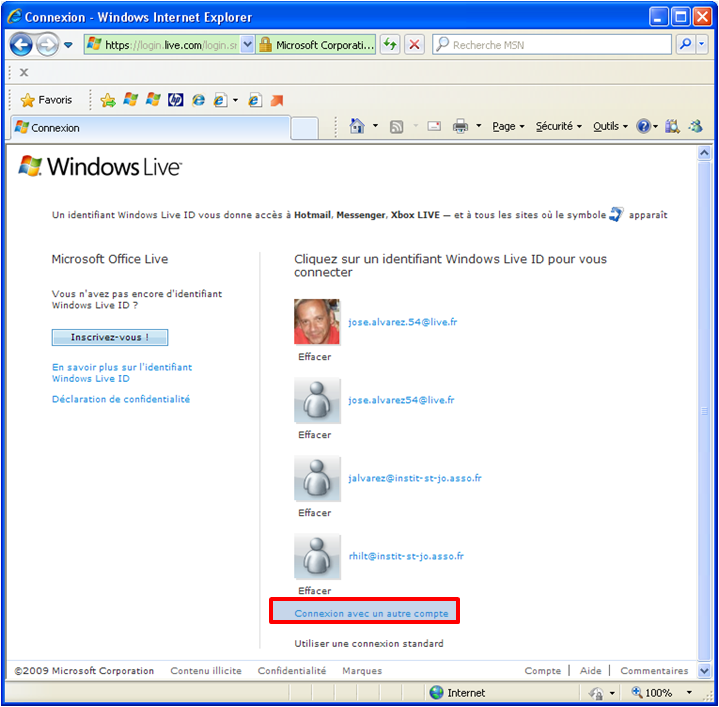 Connexion - Windows Internet Explorer
https://login.live.com/login.sr
Microsoft Corporati...
Recherche MSN
x
Favoris
Connexion
Page
Sécurité
Outils
Windows Live™
Un identifiant Windows Live ID vous donne accès à Hotmail, Messenger, Xbox LIVE — et à tous les sites où le symbole apparaît
Microsoft Office Live
Vous n'avez pas encore d'identifiant
Windows Live ID ?
Inscrivez-vous !
En savoir plus sur l'identifiant
Windows Live ID
Déclaration de confidentialité
Cliquez sur un identifiant Windows Live ID pour vous
connecter
jose.alvarez.54@live.fr
Effacer
jose.alvarez54@live.fr
Effacer
jalvarez@instit-st-jo.asso.fr
Effacer
rhilt@instit-st-jo.asso.fr
Effacer
Connexion avec un autre compte
Utiliser une connexion standard
©2009 Microsoft Corporation
Contenu illicite
Confidentialité
Marques
Compte
Aide
Commentaires
Internet
100%